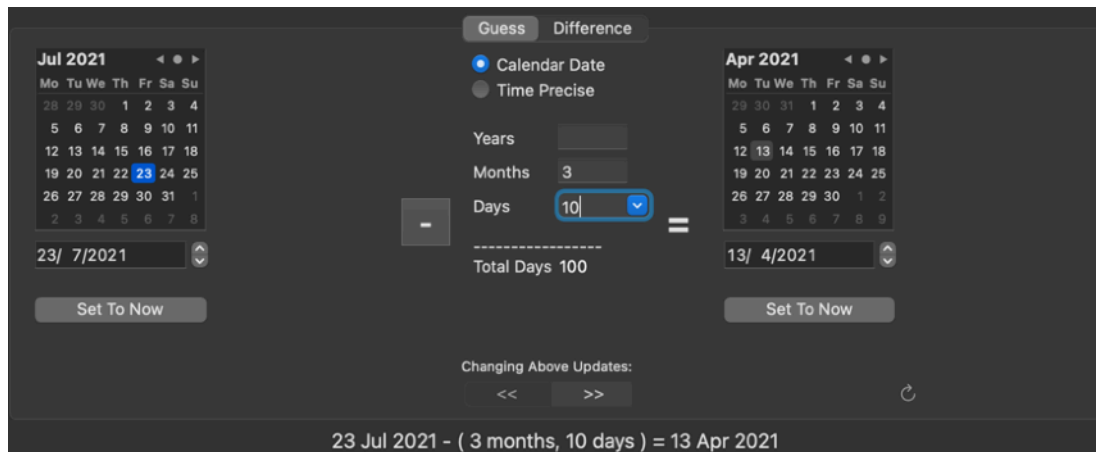 Guess Difference
Jul 2021
Mo Tu We Th Fr Sa Su
28 29 30 1 2 3 4
5 6 7 8 9 10 11
12 13 14 15 16 17 18
19 20 21 22 23 24 25
26 27 28 29 30 31 1
2 3 4 5 6 7 8
23/ 7/2021
Set To Now
-
Calendar Date
Time Precise
Years
Months 3
Days 10
-----------------
Total Days 100
=
Apr 2021
Mo Tu We Th Fr Sa Su
29 30 31 1 2 3 4
5 6 7 8 9 10 11
12 13 14 15 16 17 18
19 20 21 22 23 24 25
26 27 28 29 30 1 2
3 4 5 6 7 8 9
13/ 4/2021
Set To Now
Changing Above Updates:
<< >>
23 Jul 2021 - ( 3 months, 10 days ) = 13 Apr 2021